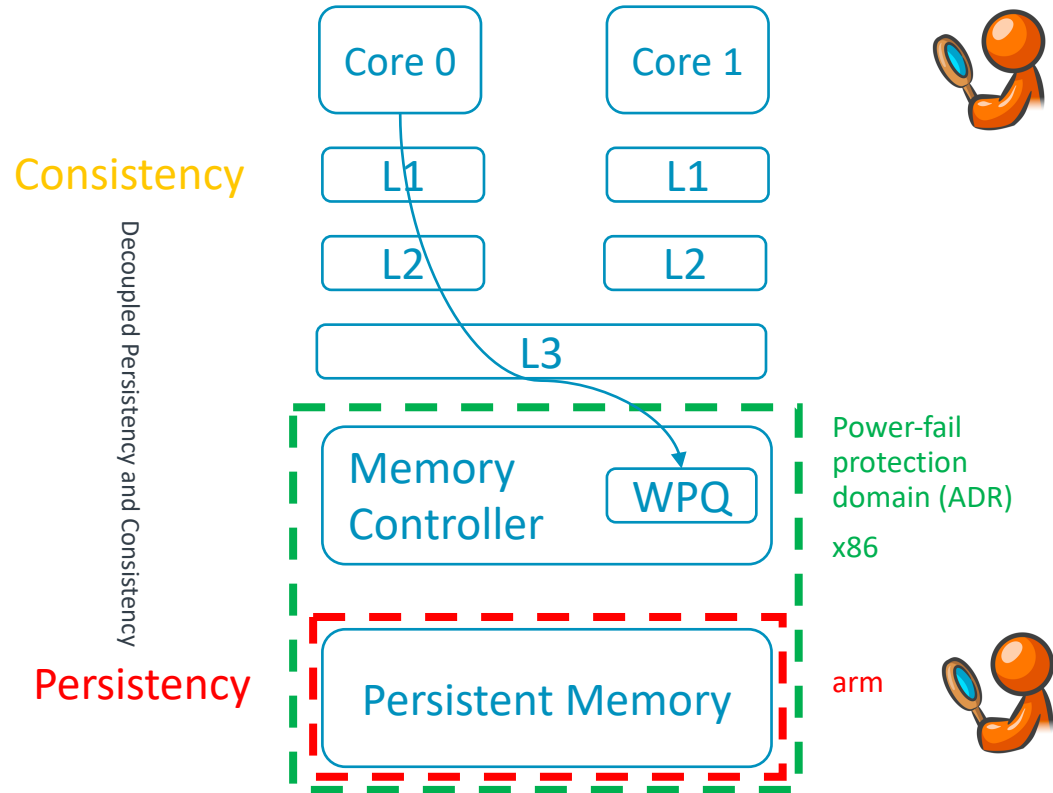 Core 0
Core 1
Consistency
L1
L1
L2
L2
L3
Decoupled Persistency and Consistency
Memory
Controller
WPQ
Power-fail
protection
domain (ADR)
x86
Persistency
Persistent Memory
arm